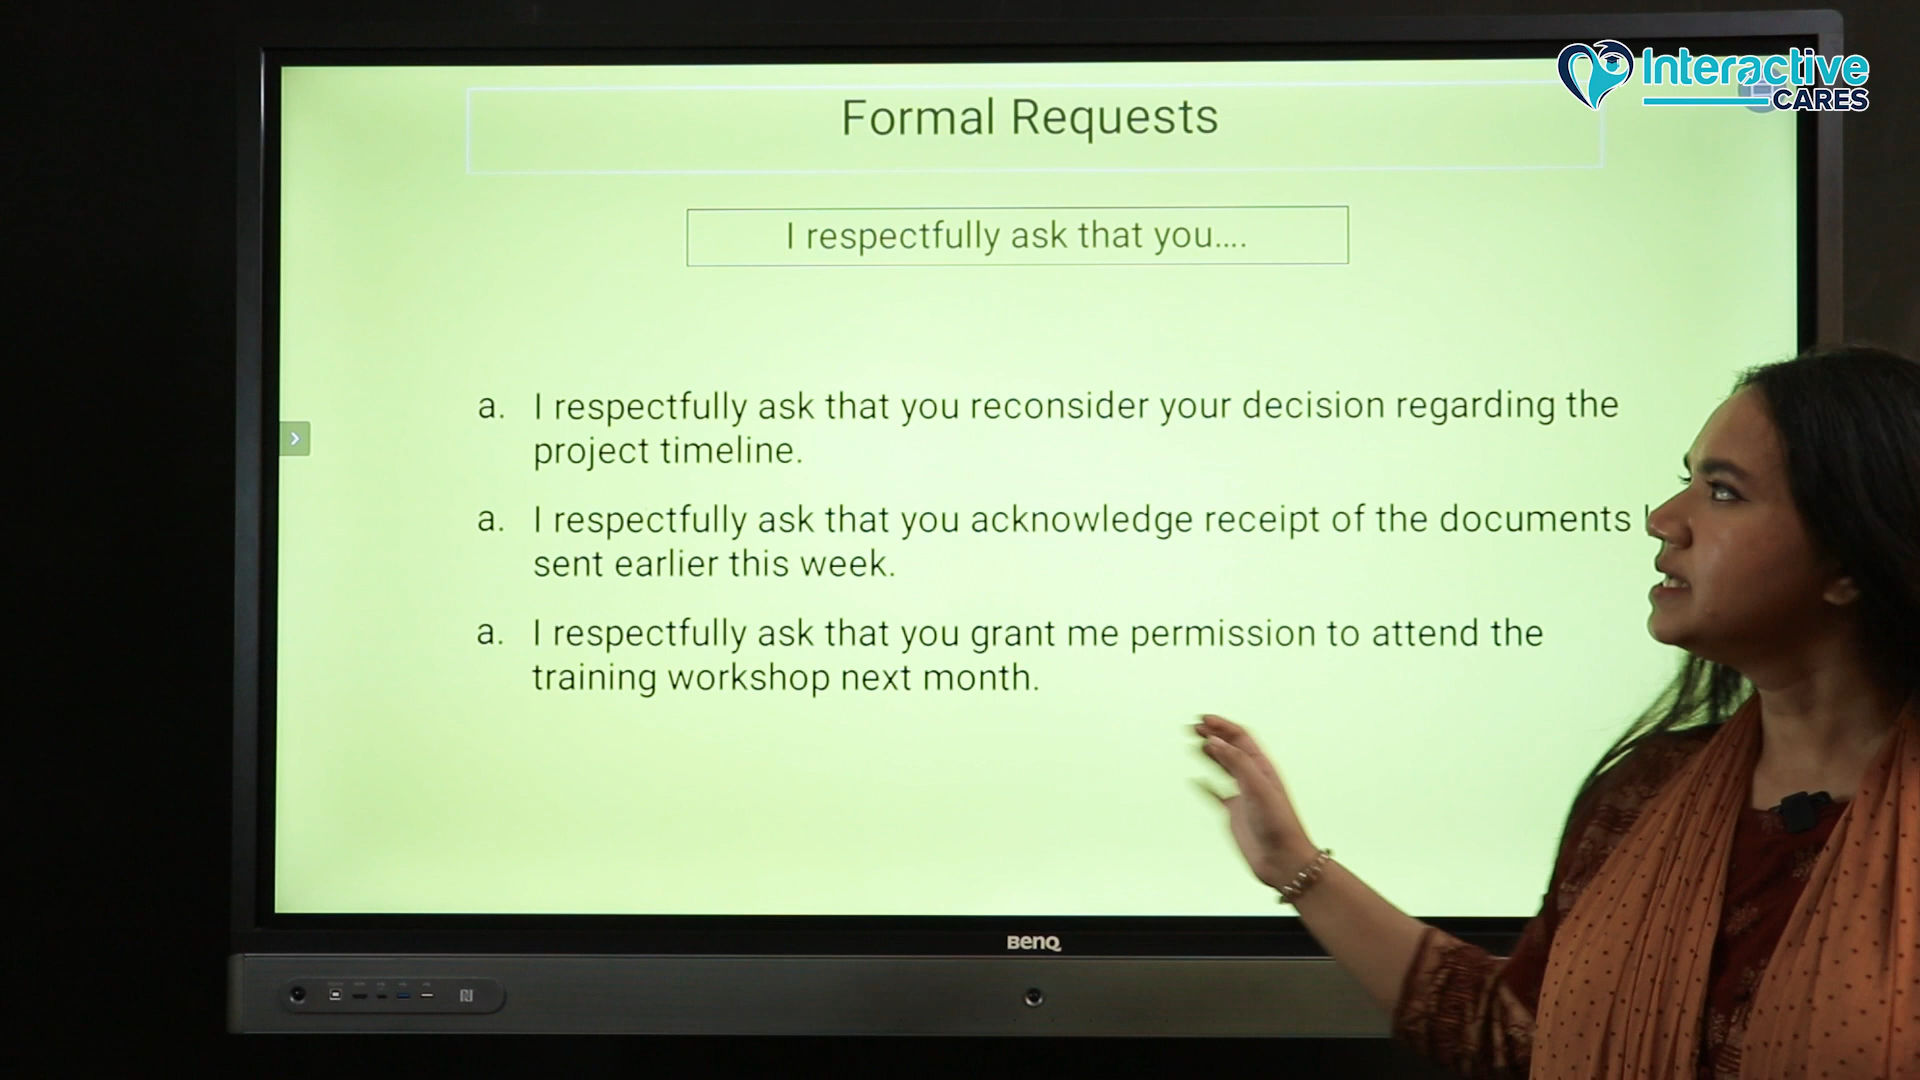 Interactive
CARES
Formal Requests
I respectfully ask that you....
a. I respectfully ask that you reconsider your decision regarding the
project timeline.
a. I respectfully ask that you acknowledge receipt of the documents
sent earlier this week.
a. I respectfully ask that you grant me permission to attend the
training workshop next month.
BenQ